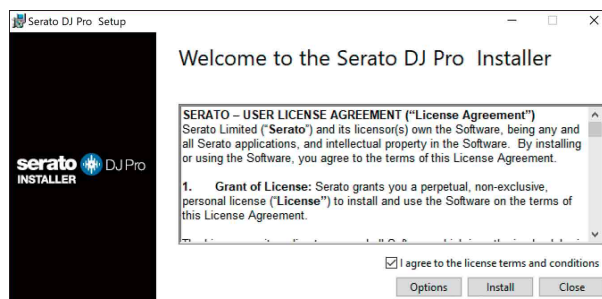 Serato DJ Pro Setup
Welcome to the Serato DJ Pro Installer
SERATO – USER LICENSE AGREEMENT (“License Agreement”)
Serato Limited (“Serato”) and its licensor(s) own the Software, being any and
all Serato applications, and intellectual property in the Software. By installing
or using the Software, you agree to the terms of this License Agreement.
1. Grant of License: Serato grants you a perpetual, non-exclusive,
personal license (“License”) to install and use the Software on the terms of
this License Agreement.
serato DJ Pro
INSTALLER
I agree to the license terms and conditions
Options
Install
Close